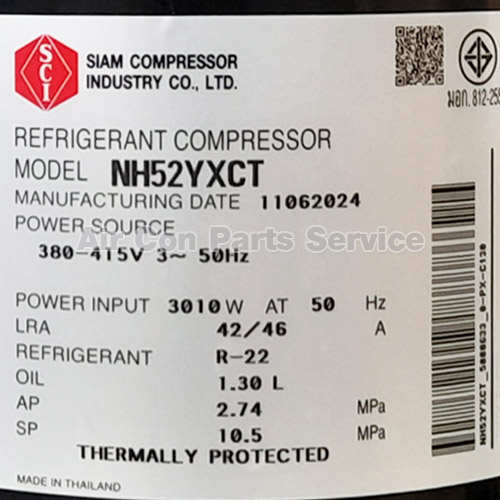 SCI
SIAM COMPRESSOR
INDUSTRY CO., LTD.
มอก. 812-255
REFRIGERANT COMPRESSOR
MODEL NH52YXCT
MANUFACTURING DATE 11062024
POWER SOURCE
Air Con Parts Service
380-415V 3~ 50Hz
POWER INPUT 3010 W AT 50 Hz
LRA 42/46 A
REFRIGERANT R-22
OIL 1.30 L
AP 2.74 MPa
SP 10.5 MPa
THERMALLY PROTECTED
MADE IN THAILAND